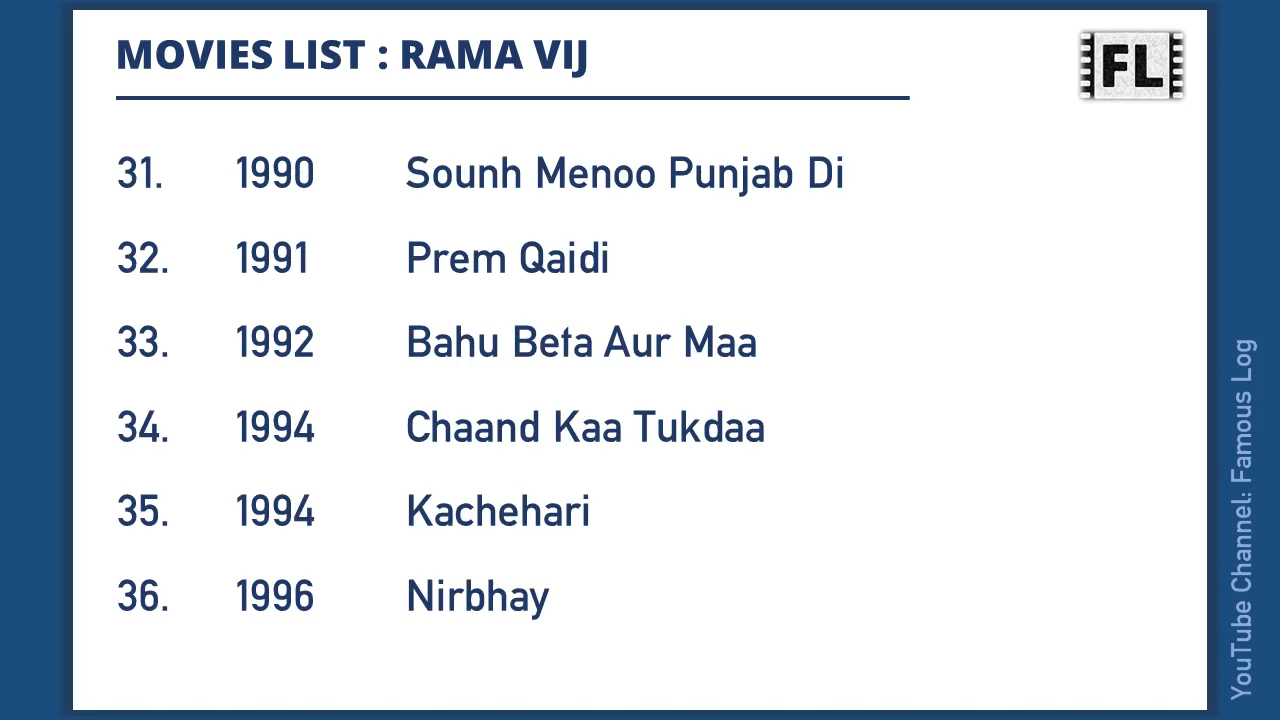 MOVIES LIST : RAMA VIJ
FL
31. 1990 Sounh Menoo Punjab Di
32. 1991 Prem Qaidi
33. 1992 Bahu Beta Aur Maa
34. 1994 Chaand Kaa Tukdaa
35. 1994 Kachehari
36. 1996 Nirbhay
YouTube Channel: Famous Log